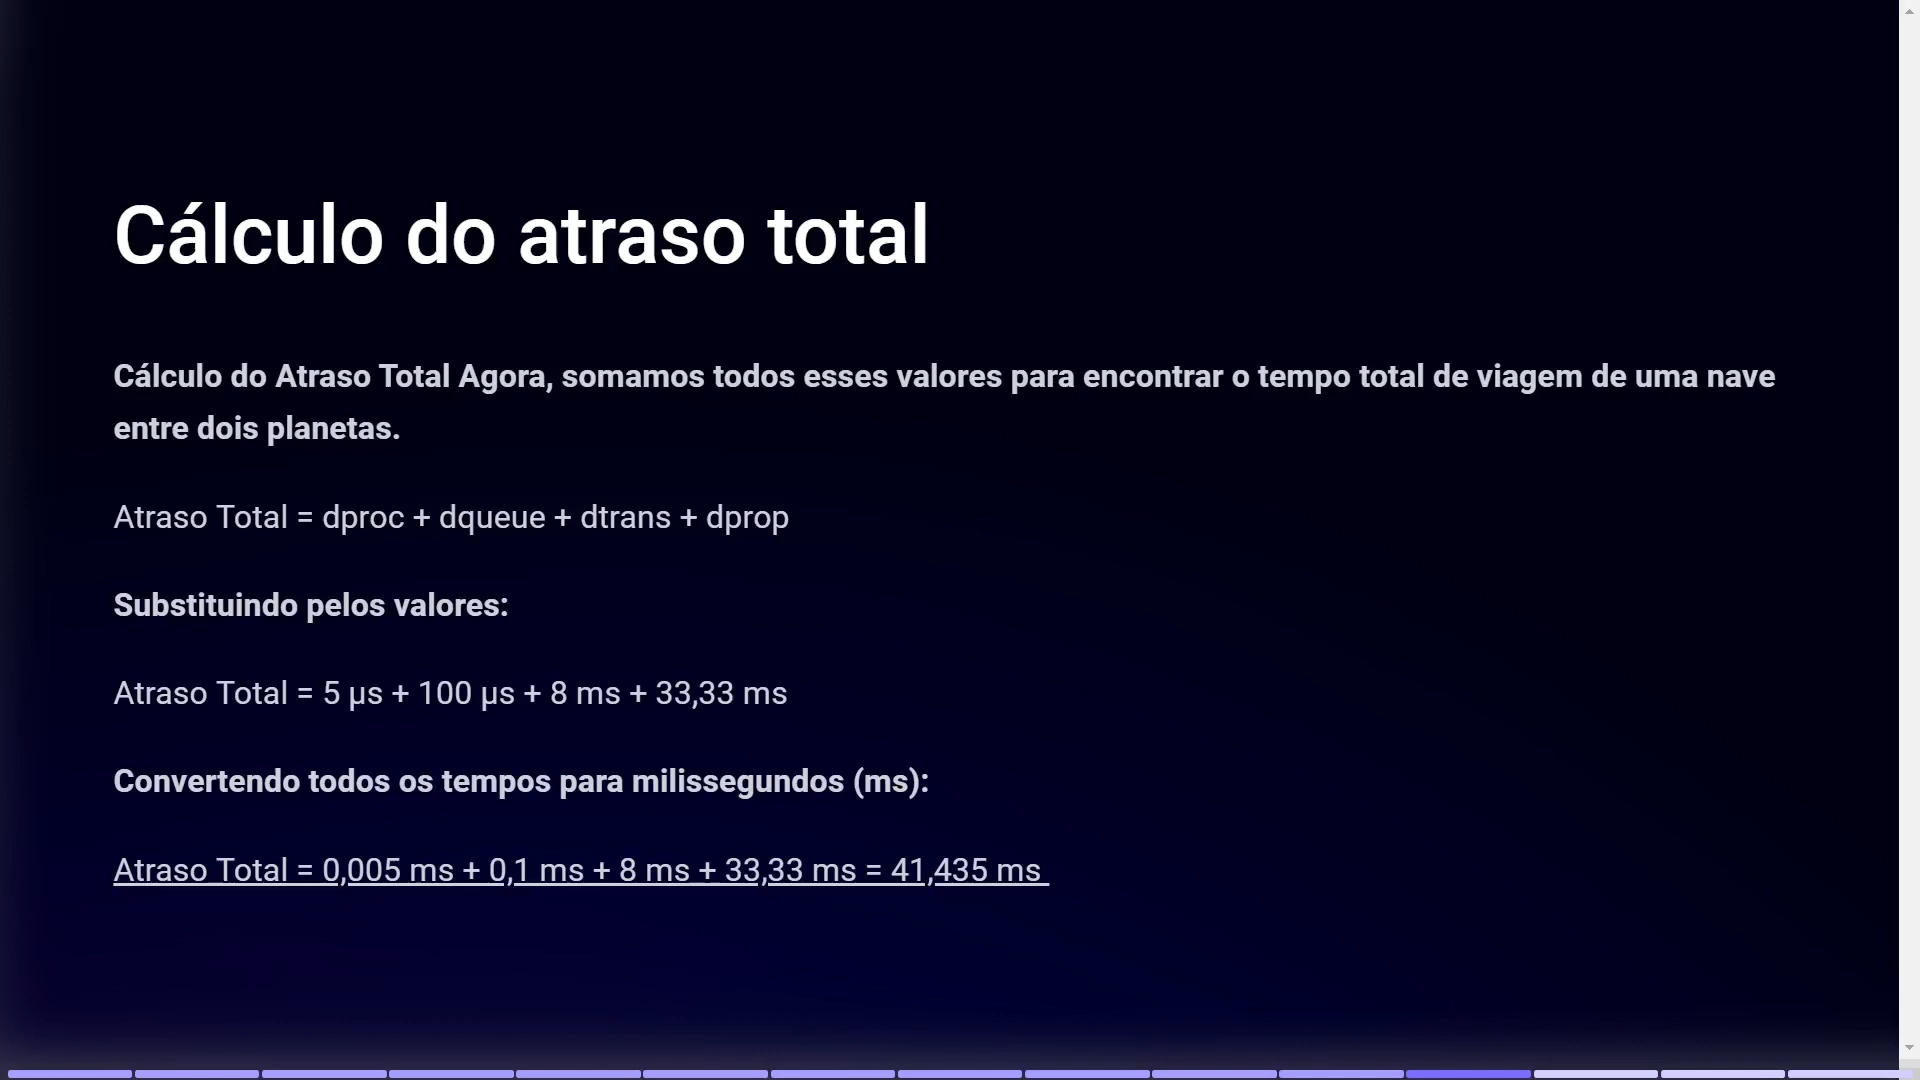 Cálculo do atraso total
Cálculo do Atraso Total Agora, somamos todos esses valores para encontrar o tempo total de viagem de uma nave
entre dois planetas.
Atraso Total = dproc + dqueue + dtrans + dprop
Substituindo pelos valores:
Atraso Total = 5 µs + 100 µs + 8 ms + 33,33 ms
Convertendo todos os tempos para milissegundos (ms):
Atraso Total = 0,005 ms + 0,1 ms + 8 ms + 33,33 ms = 41,435 ms